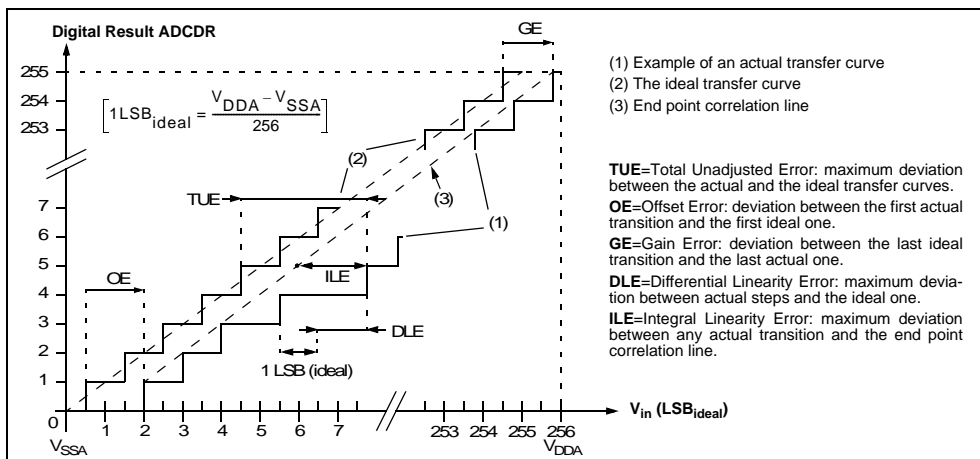 Digital Result ADCDR
GE
255
254
253
[1LSBideal = VDDA – VSSA / 256]
(1) Example of an actual transfer curve
(2) The ideal transfer curve
(3) End point correlation line
(2)
TUE
(3)
(1)
7
6
5
4
3
2
1
0
OE
ILE
DLE
1 LSB (ideal)
TUE=Total Unadjusted Error: maximum deviation
between the actual and the ideal transfer curves.
OE=Offset Error: deviation between the first actual
transition and the first ideal one.
GE=Gain Error: deviation between the last ideal
transition and the last actual one.
DLE=Differential Linearity Error: maximum devia-
tion between actual steps and the ideal one.
ILE=Integral Linearity Error: maximum deviation
between any actual transition and the end point
correlation line.
1 2 3 4 5 6 7 253 254 255 256
Vin (LSBideal)
VSSA
VDDA